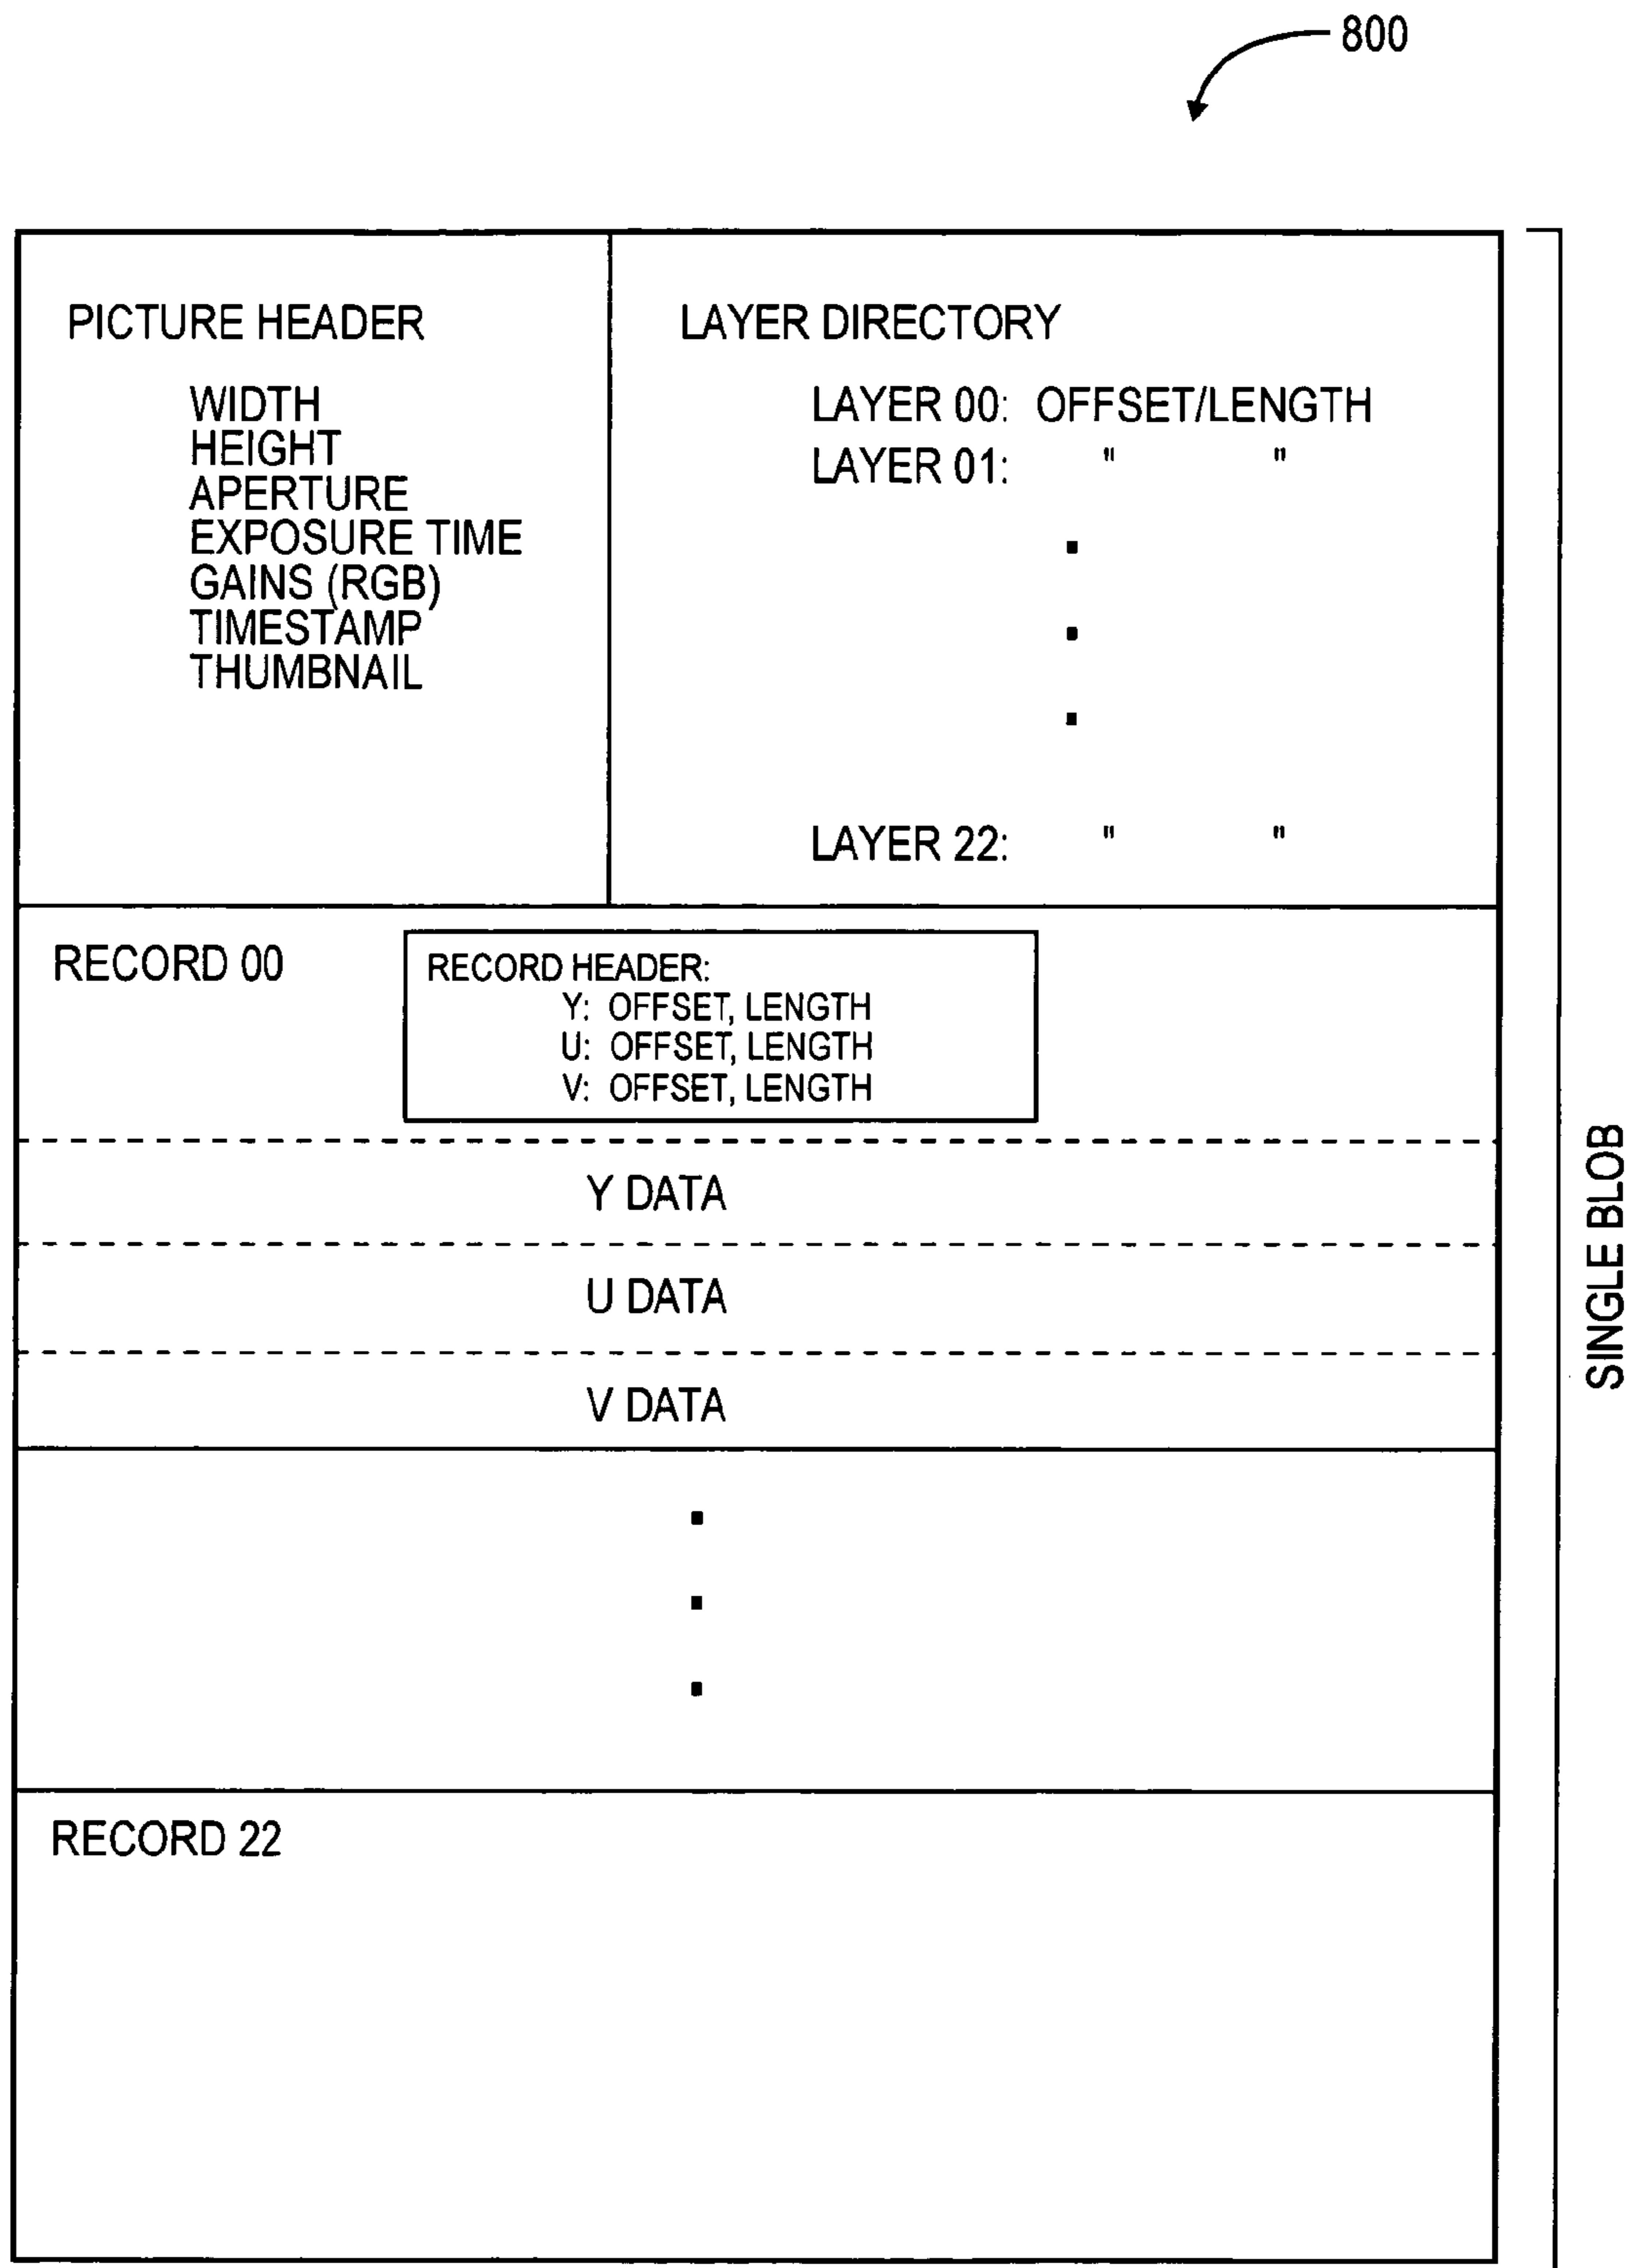 800
PICTURE HEADER
WIDTH
HEIGHT
APERTURE
EXPOSURE TIME
GAINS (RGB)
TIMESTAMP
THUMBNAIL
LAYER DIRECTORY
LAYER 00: OFFSET/LENGTH
LAYER 01: " "
LAYER 22: " "
RECORD 00
RECORD HEADER:
Y: OFFSET, LENGTH
U: OFFSET, LENGTH
V: OFFSET, LENGTH
Y DATA
U DATA
V DATA
RECORD 22
SINGLE BLOB